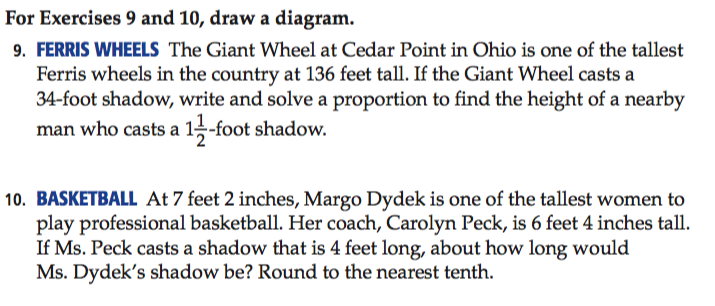 For Exercises 9 and 10, draw a diagram.
9. FERRIS WHEELS The Giant Wheel at Cedar Point in Ohio is one of the tallest
Ferris wheels in the country at 136 feet tall. If the Giant Wheel casts a
34-foot shadow, write and solve a proportion to find the height of a nearby
man who casts a 1½-foot shadow.
10. BASKETBALL At 7 feet 2 inches, Margo Dydek is one of the tallest women to
play professional basketball. Her coach, Carolyn Peck, is 6 feet 4 inches tall.
If Ms. Peck casts a shadow that is 4 feet long, about how long would
Ms. Dydek's shadow be? Round to the nearest tenth.